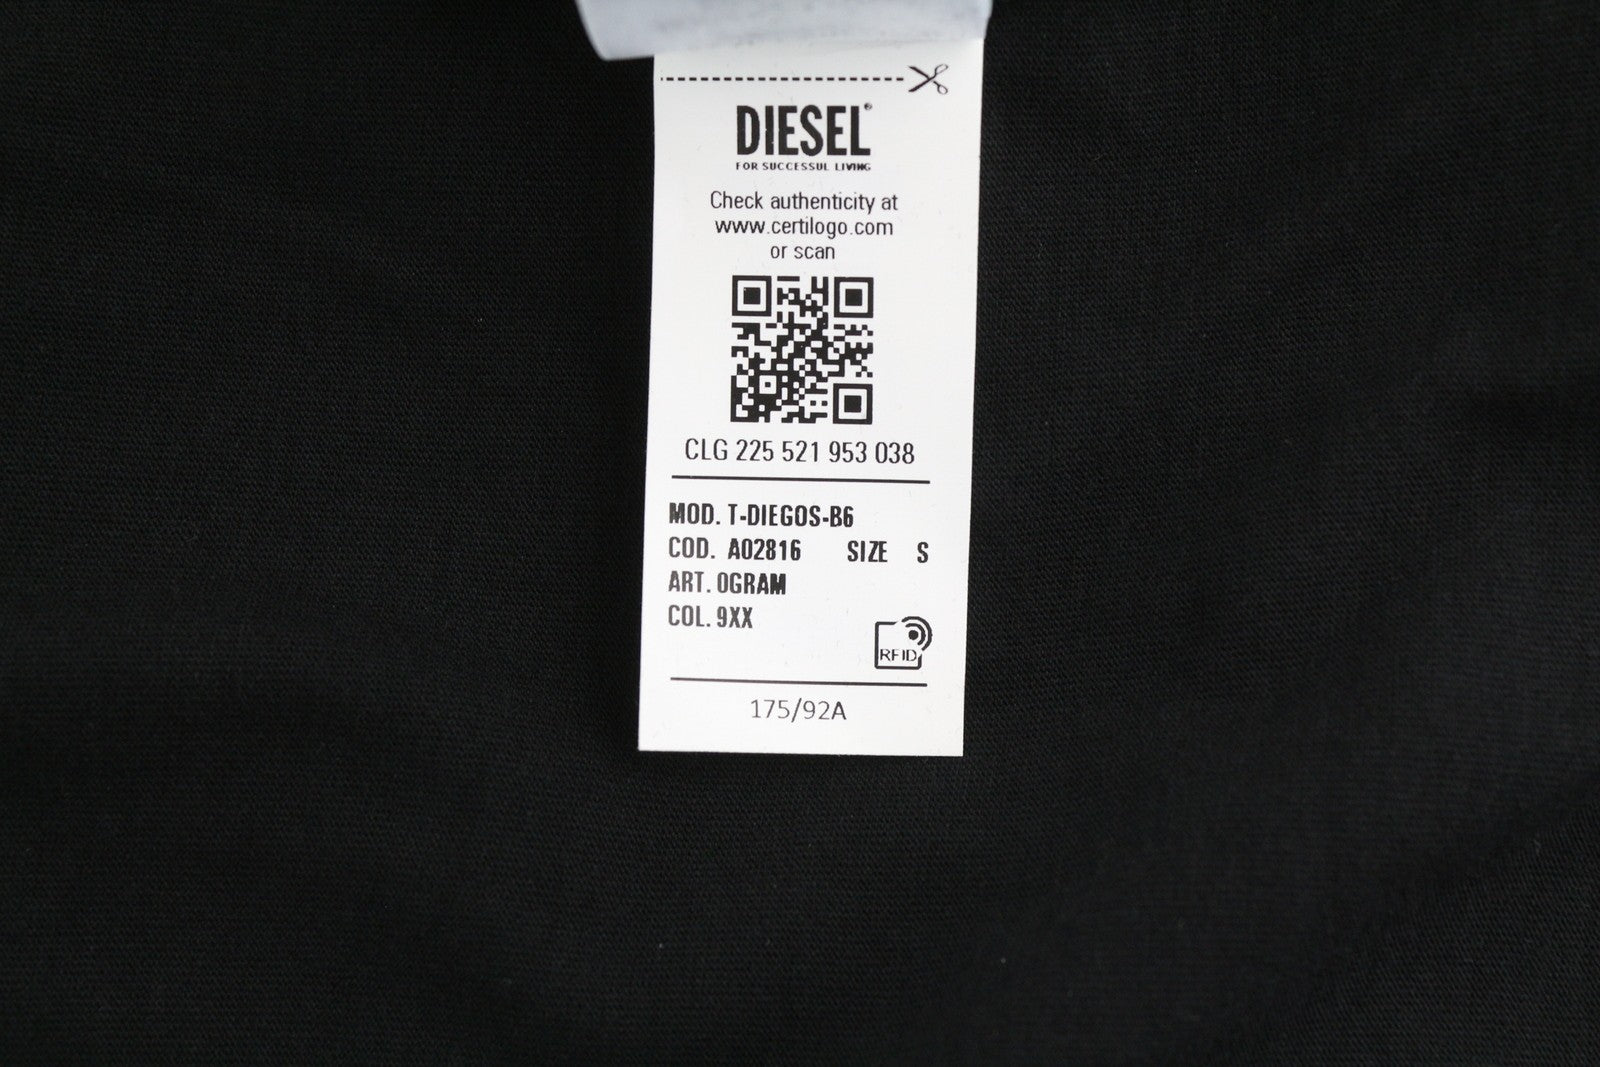 DIESEL®
FOR SUCCESSUL LIVING
Check authenticity at
www.certilogo.com
or scan
CLG 225 521 953 038
MOD. T-DIEGOS-B6
COD. A02816 SIZE S
ART. 0GRAM
COL. 9XX
RFID
175/92A